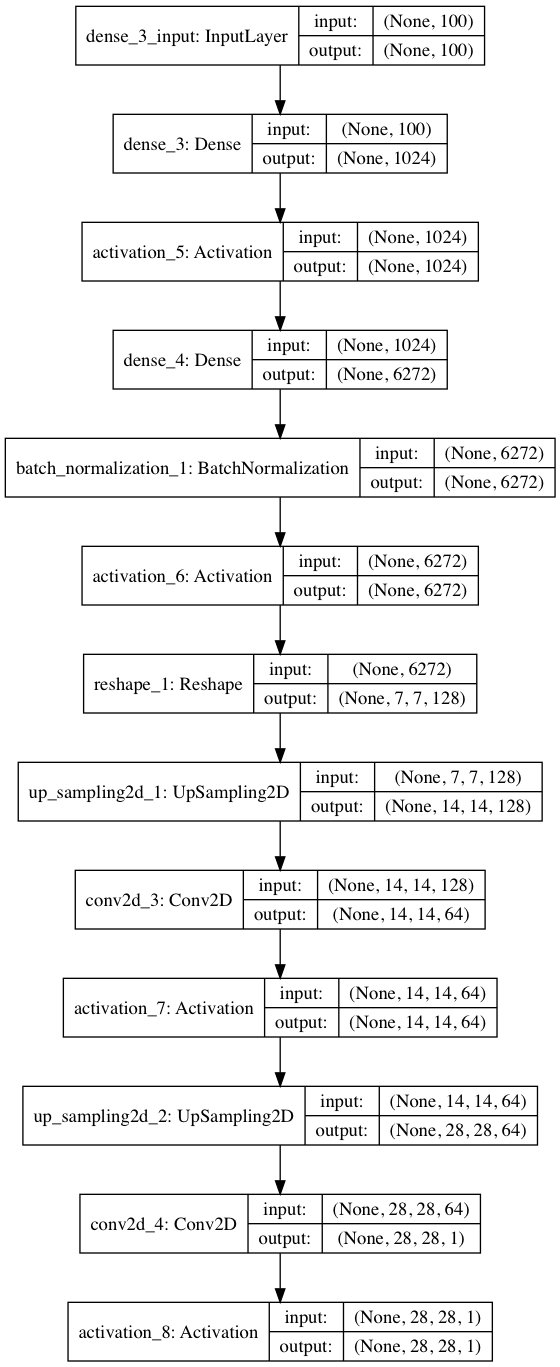 dense_3_input: InputLayer
input: (None, 100)
output: (None, 100)
dense_3: Dense
input: (None, 100)
output: (None, 1024)
activation_5: Activation
input: (None, 1024)
output: (None, 1024)
dense_4: Dense
input: (None, 1024)
output: (None, 6272)
batch_normalization_1: BatchNormalization
input: (None, 6272)
output: (None, 6272)
activation_6: Activation
input: (None, 6272)
output: (None, 6272)
reshape_1: Reshape
input: (None, 6272)
output: (None, 7, 7, 128)
up_sampling2d_1: UpSampling2D
input: (None, 7, 7, 128)
output: (None, 14, 14, 128)
conv2d_3: Conv2D
input: (None, 14, 14, 128)
output: (None, 14, 14, 64)
activation_7: Activation
input: (None, 14, 14, 64)
output: (None, 14, 14, 64)
up_sampling2d_2: UpSampling2D
input: (None, 14, 14, 64)
output: (None, 28, 28, 64)
conv2d_4: Conv2D
input: (None, 28, 28, 64)
output: (None, 28, 28, 1)
activation_8: Activation
input: (None, 28, 28, 1)
output: (None, 28, 28, 1)